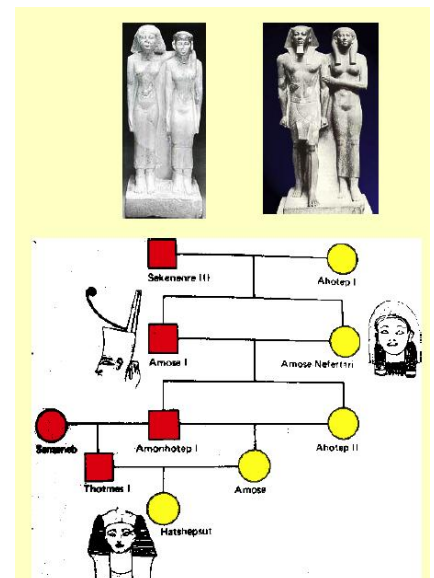 Sekenenre III
Ahotep I
Amose I
Amose Nefertari
Senseneb
Amonhotep I
Ahotep II
Thotmes I
Amose
Hatshepsut